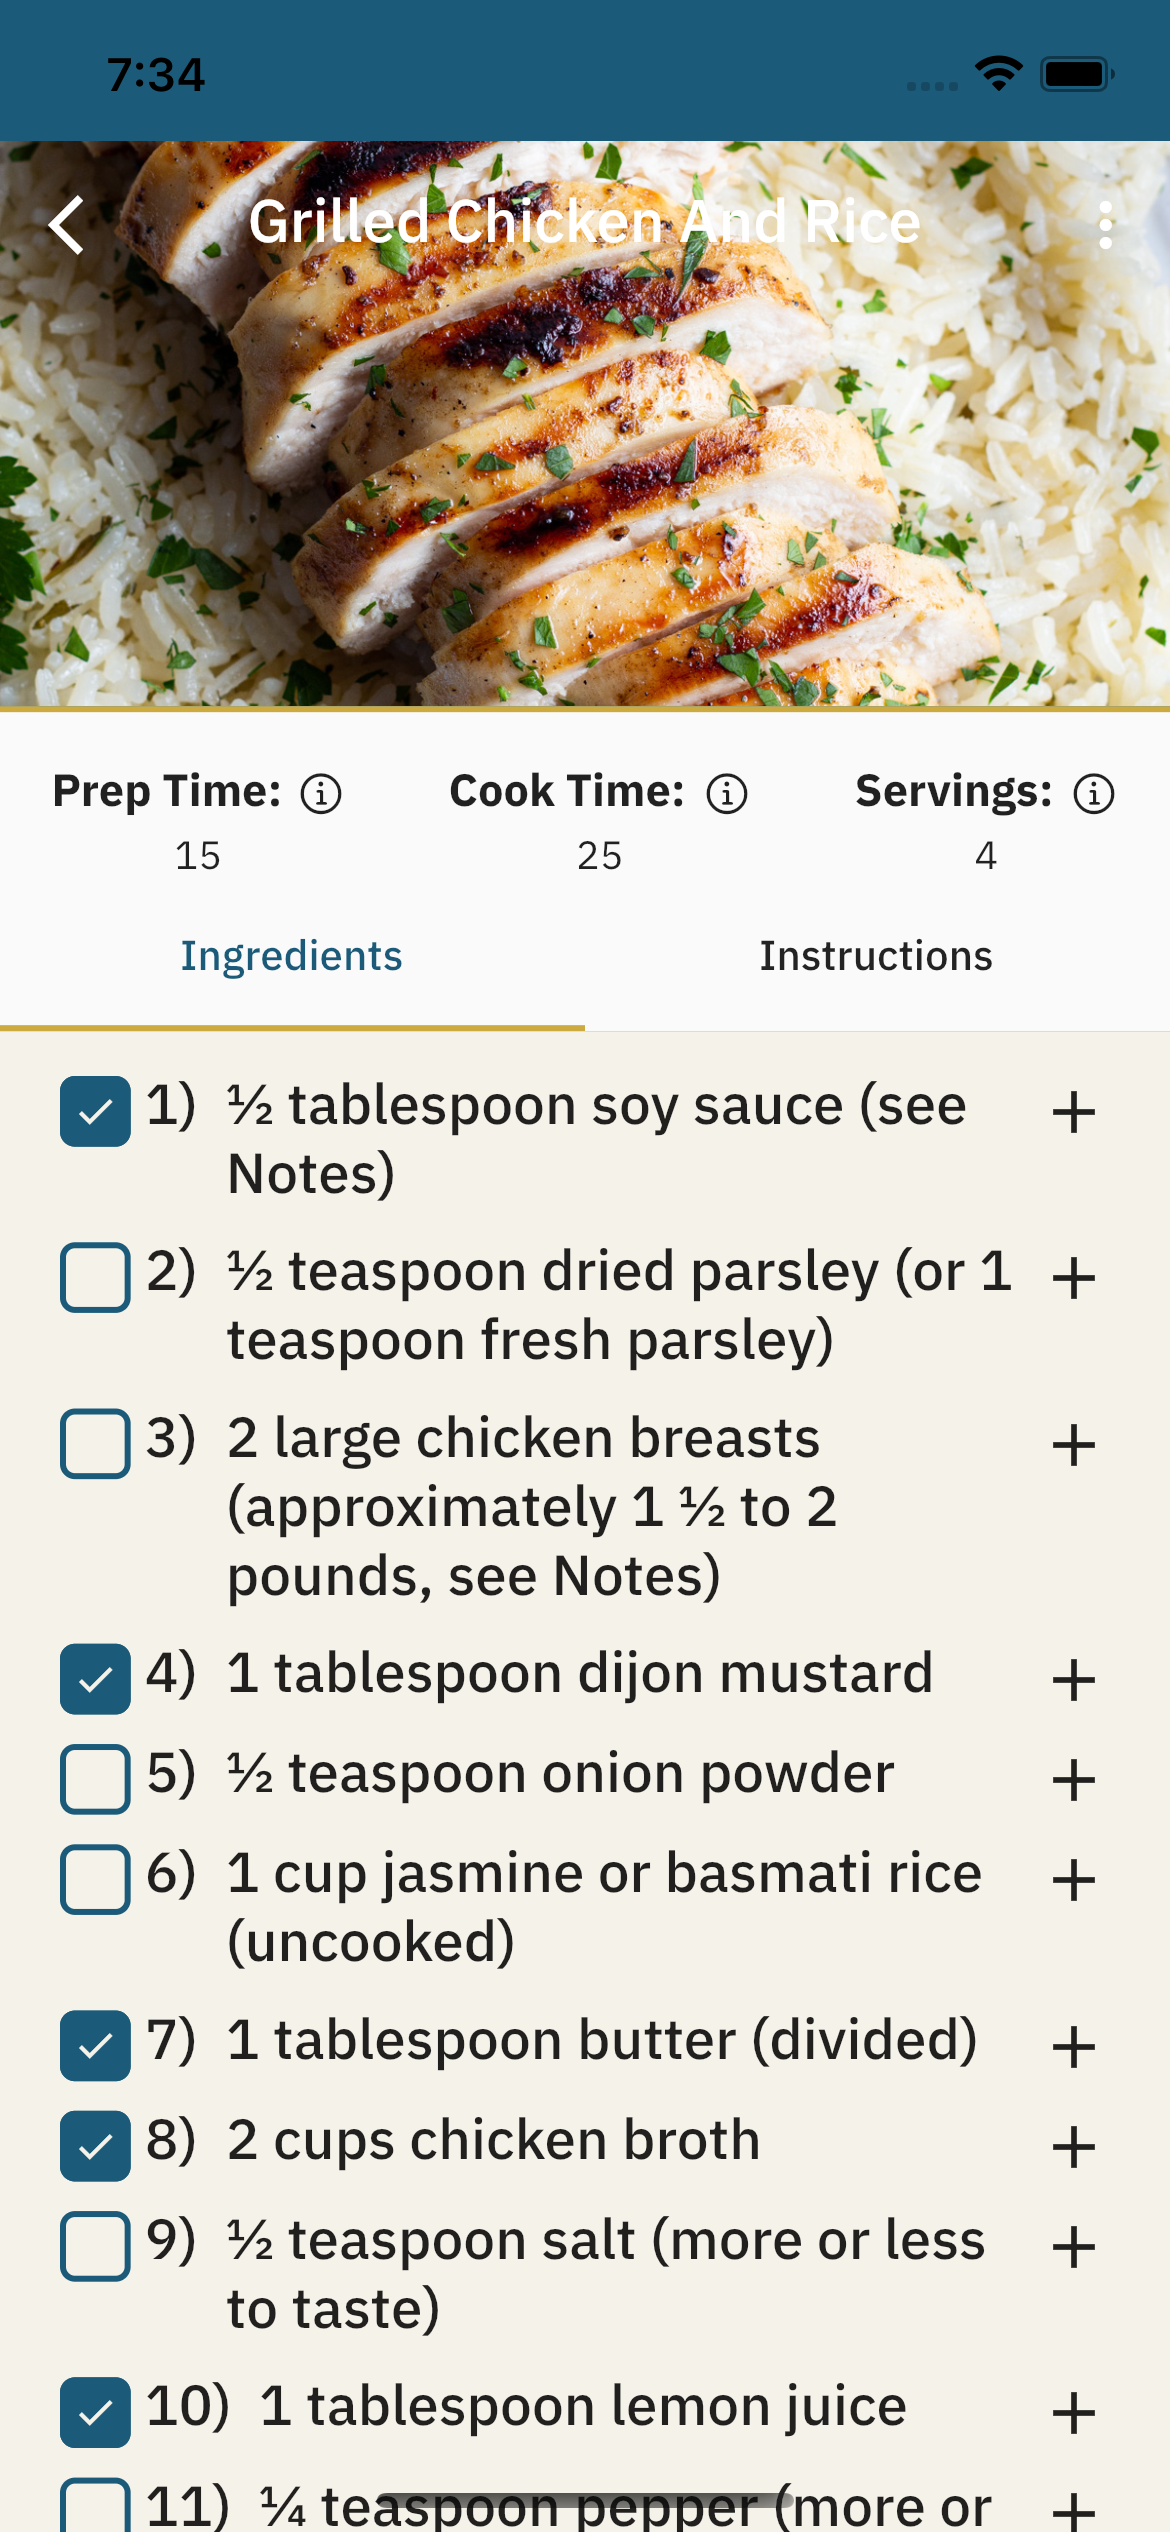 7:34
Grilled Chicken And Rice
Prep Time: Cook Time: Servings:
15 25 4
Ingredients Instructions
1) ½ tablespoon soy sauce (see
Notes)
2) ½ teaspoon dried parsley (or 1
teaspoon fresh parsley)
3) 2 large chicken breasts
(approximately 1 ½ to 2
pounds, see Notes)
4) 1 tablespoon dijon mustard
5) ½ teaspoon onion powder
6) 1 cup jasmine or basmati rice
(uncooked)
7) 1 tablespoon butter (divided)
8) 2 cups chicken broth
9) ½ teaspoon salt (more or less
to taste)
10) 1 tablespoon lemon juice
11) ¼ teaspoon pepper (more or